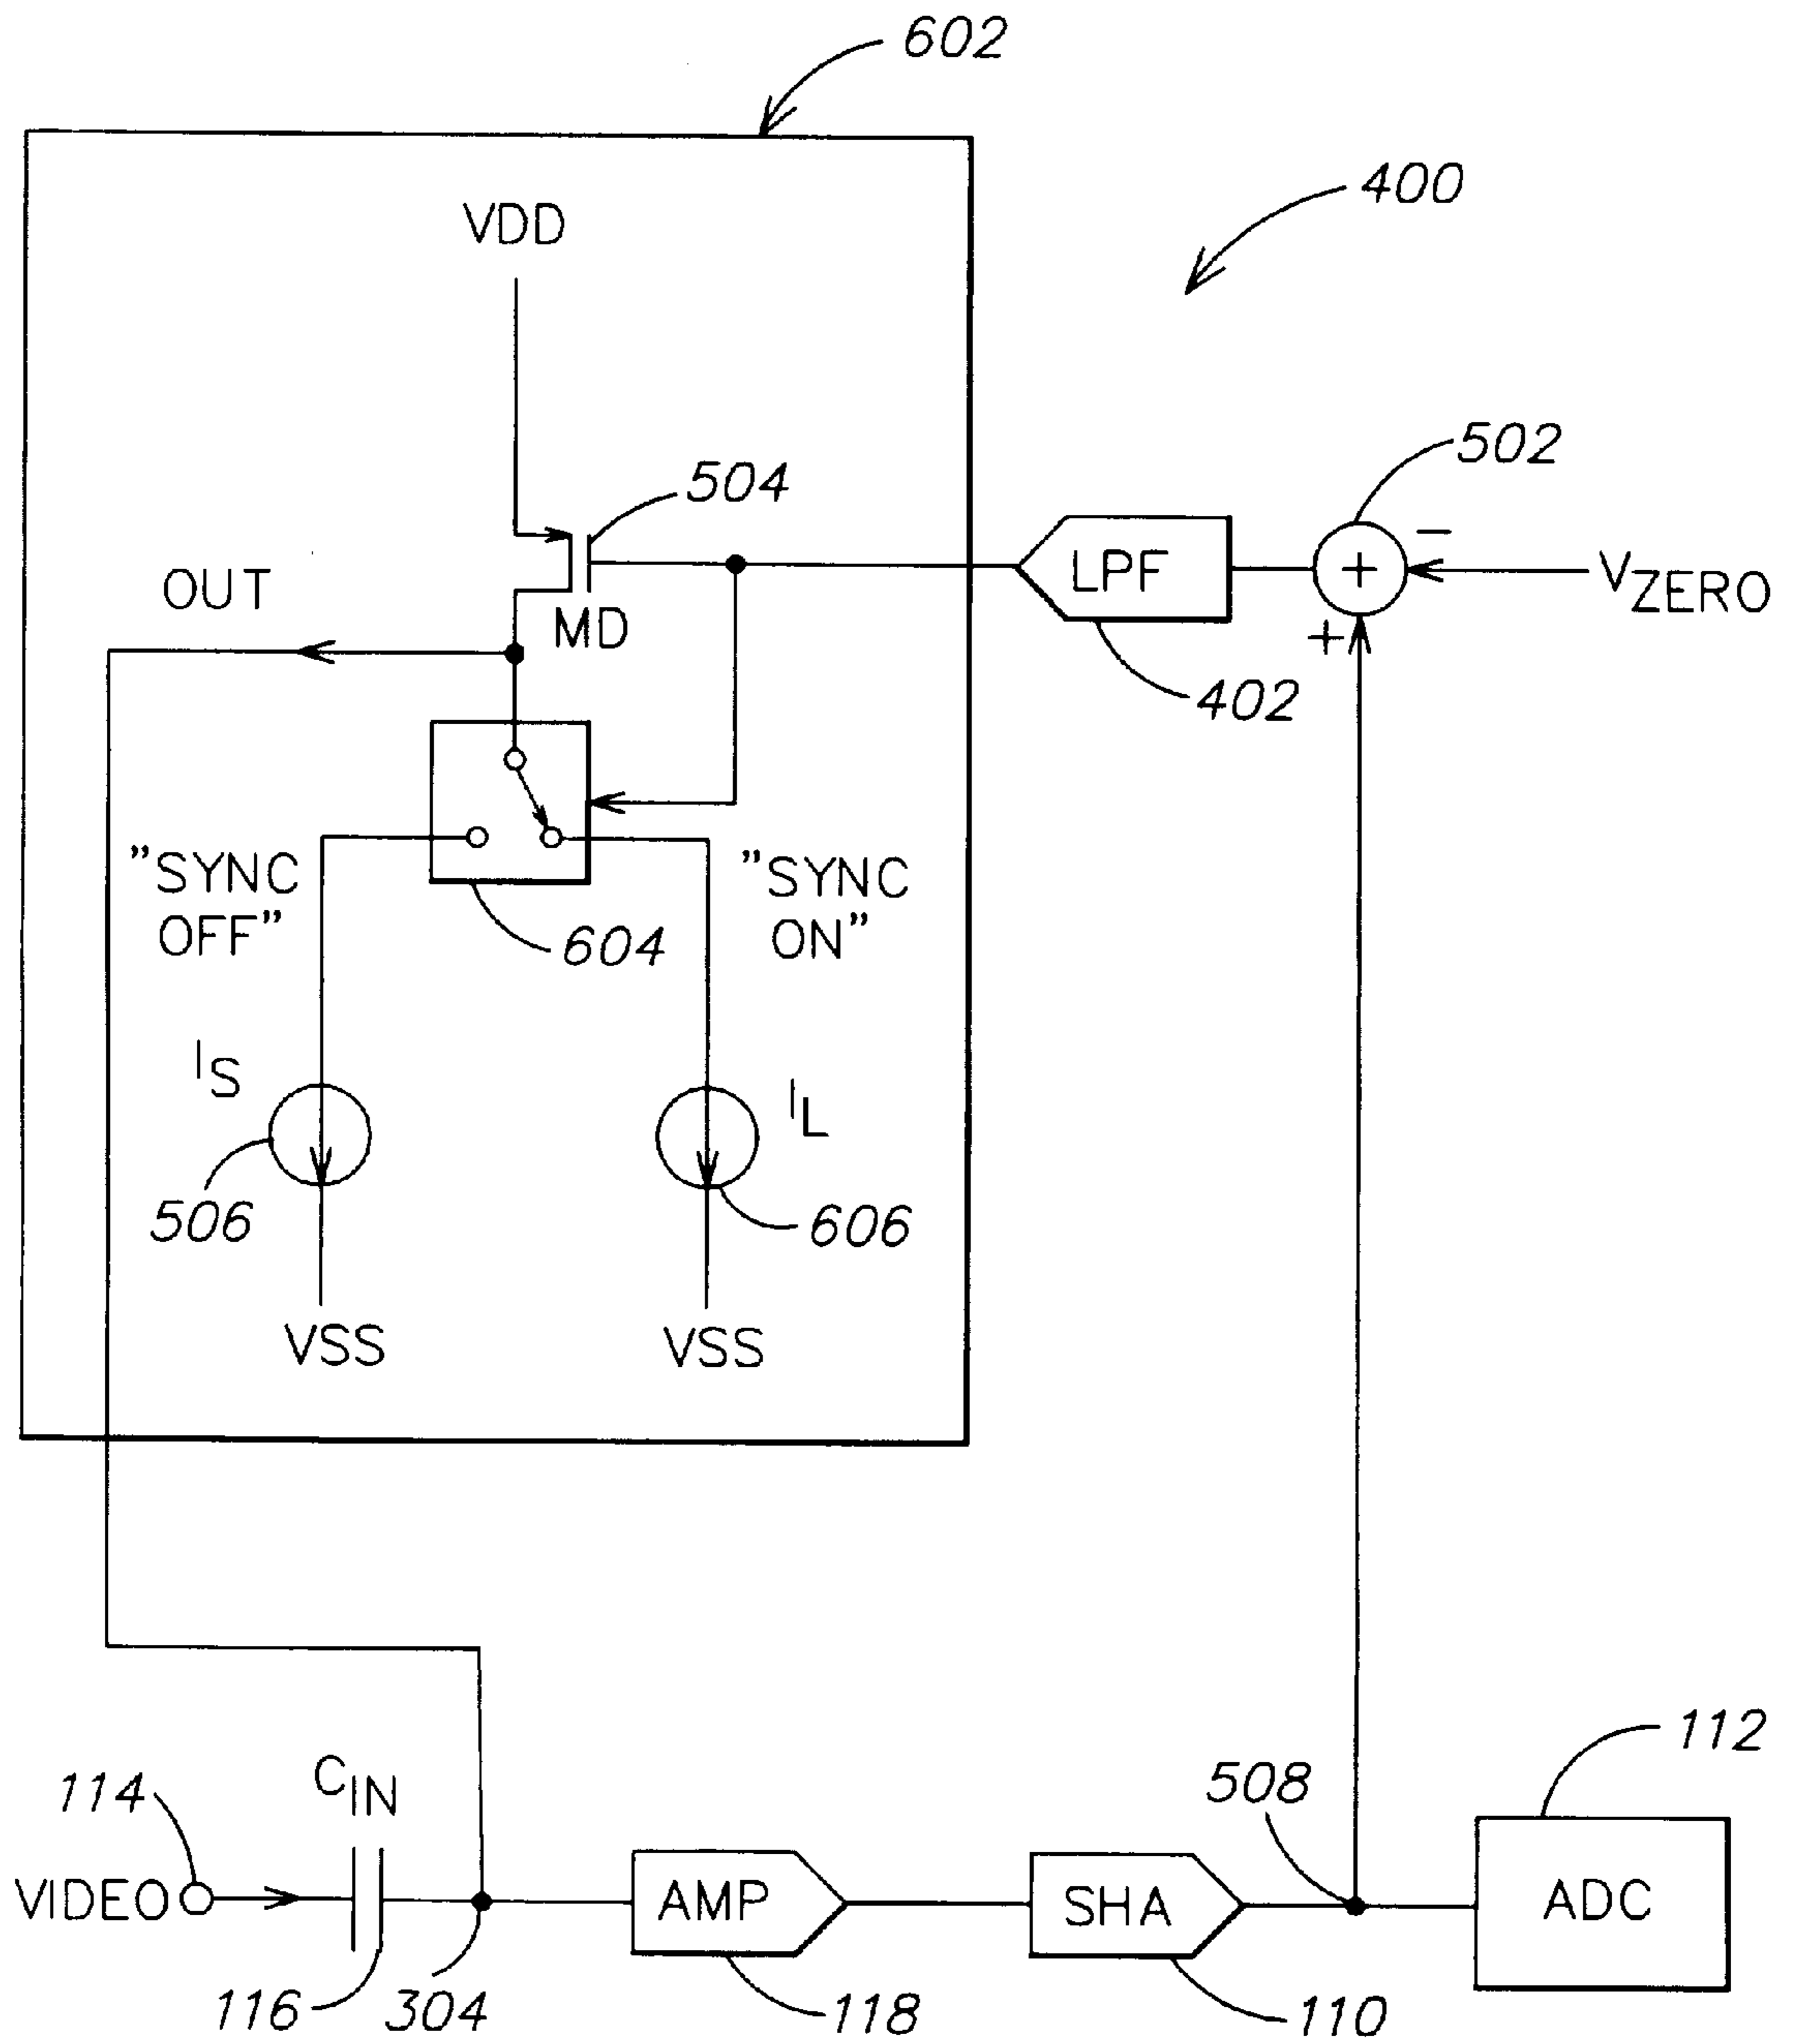 602
400
VDD
502
504
−
LPF
+
VZERO
OUT
MD
+
402
"SYNC
OFF"
"SYNC
ON"
604
IS
IL
506
606
VSS
VSS
112
508
CIN
114
VIDEO
AMP
SHA
ADC
116
304
118
110